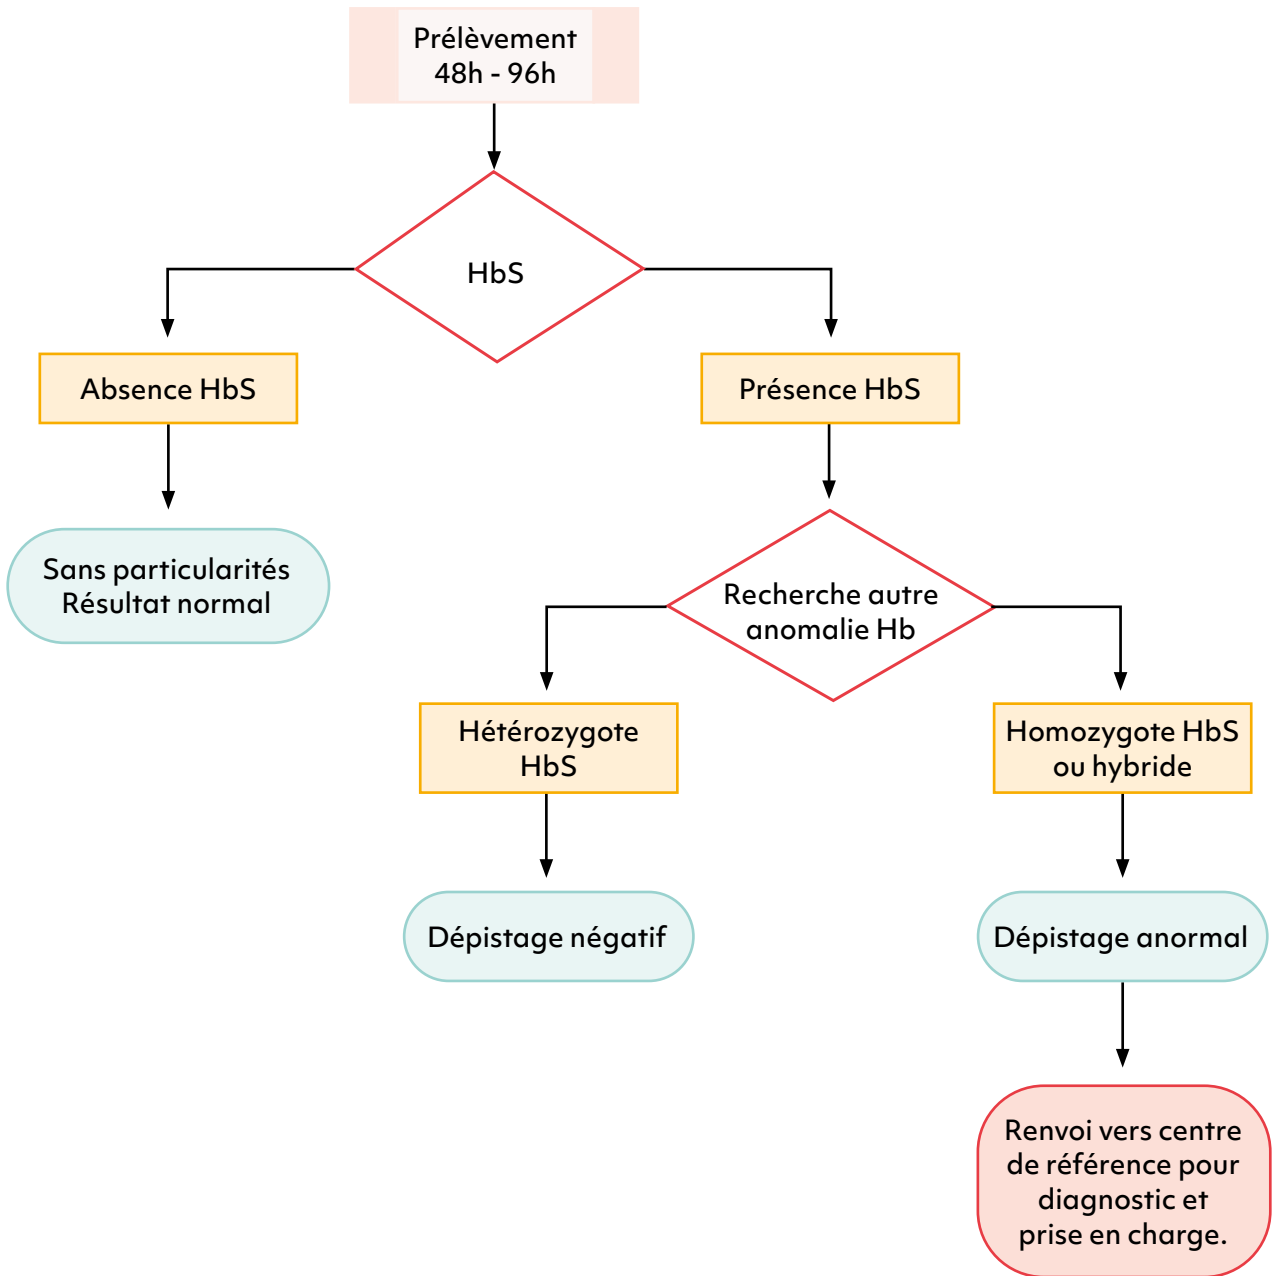 Prélèvement
48h - 96h
HbS
Absence HbS
Présence HbS
Sans particularités
Résultat normal
Recherche autre
anomalie Hb
Hétérozygote
HbS
Homozygote HbS
ou hybride
Dépistage négatif
Dépistage anormal
Renvoi vers centre
de référence pour
diagnostic et
prise en charge.